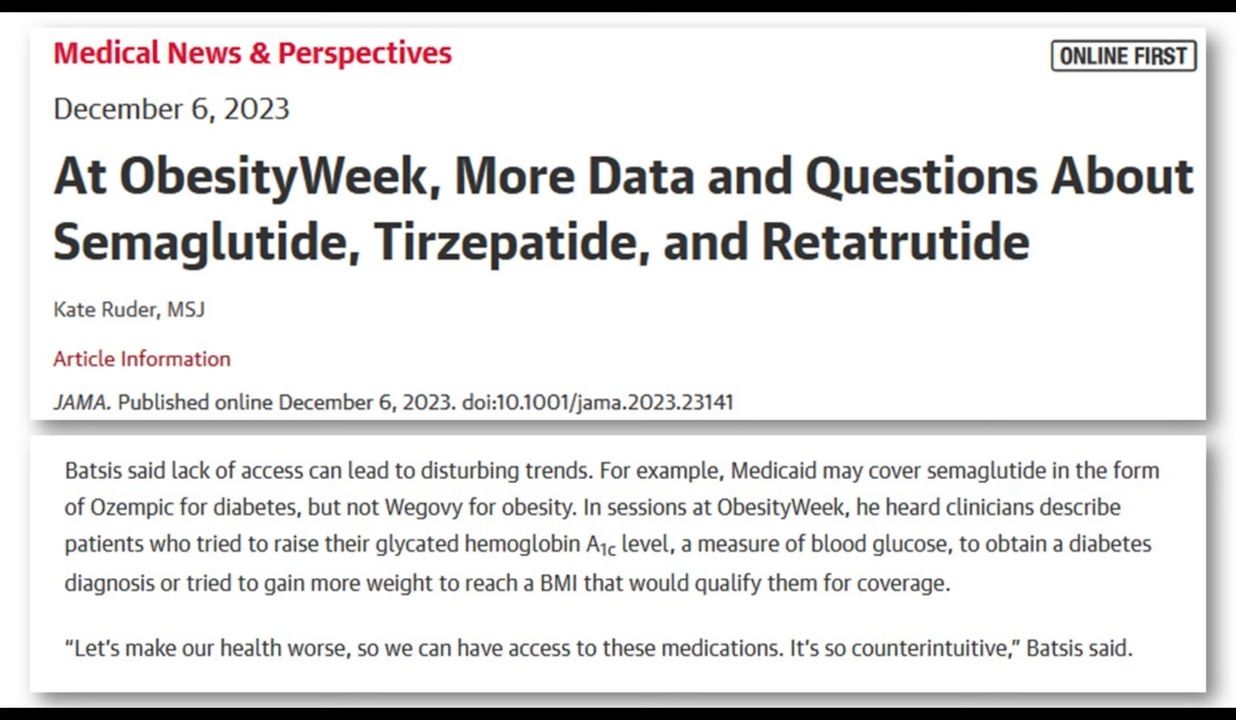 Medical News & Perspectives
ONLINE FIRST
December 6, 2023
At ObesityWeek, More Data and Questions About
Semaglutide, Tirzepatide, and Retatrutide
Kate Ruder, MSJ
Article Information
JAMA. Published online December 6, 2023. doi:10.1001/jama.2023.23141
Batsis said lack of access can lead to disturbing trends. For example, Medicaid may cover semaglutide in the form
of Ozempic for diabetes, but not Wegovy for obesity. In sessions at ObesityWeek, he heard clinicians describe
patients who tried to raise their glycated hemoglobin A1c level, a measure of blood glucose, to obtain a diabetes
diagnosis or tried to gain more weight to reach a BMI that would qualify them for coverage.
“Let’s make our health worse, so we can have access to these medications. It’s so counterintuitive,” Batsis said.